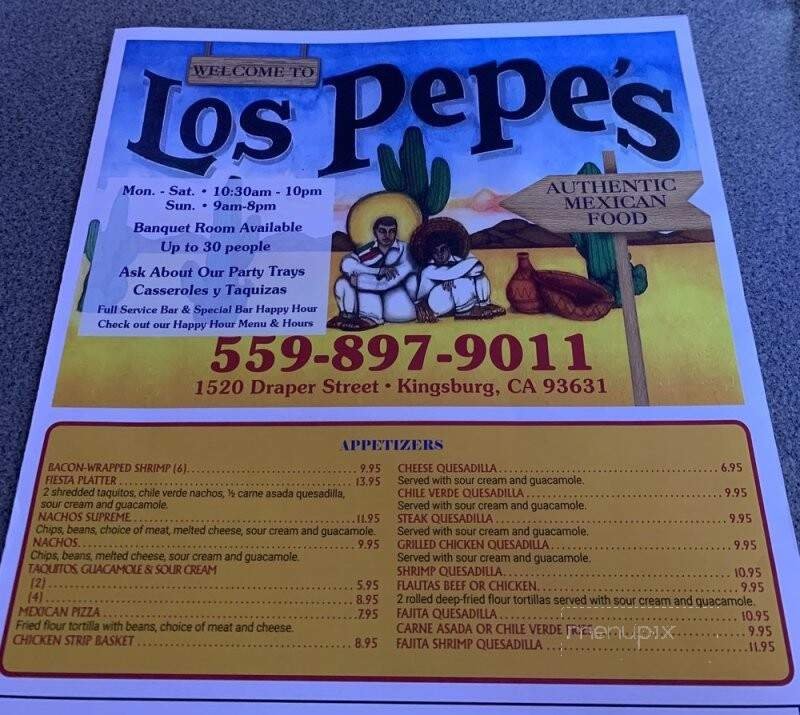 WELCOME TO
Los Pepe's
Mon. - Sat. • 10:30am - 10pm
Sun. • 9am-8pm
Banquet Room Available
Up to 30 people
Ask About Our Party Trays
Casseroles y Taquizas
Full Service Bar & Special Bar Happy Hour
Check out our Happy Hour Menu & Hours
AUTHENTIC
MEXICAN
FOOD
559-897-9011
1520 Draper Street • Kingsburg, CA 93631
APPETIZERS
BACON-WRAPPED SHRIMP (6) 9.95
FIESTA PLATTER 13.95
2 shredded taquitos, chile verde nachos, ½ carne asada quesadilla,
sour cream and guacamole.
NACHOS SUPREME 11.95
Chips, beans, choice of meat, melted cheese, sour cream and guacamole.
NACHOS 9.95
Chips, beans, melted cheese, sour cream and guacamole.
TAQUITOS, GUACAMOLE & SOUR CREAM
(2) 5.95
(4) 8.95
MEXICAN PIZZA 7.95
Fried flour tortilla with beans, choice of meat and cheese.
CHICKEN STRIP BASKET 8.95
CHEESE QUESADILLA 6.95
Served with sour cream and guacamole.
CHILE VERDE QUESADILLA 9.95
Served with sour cream and guacamole.
STEAK QUESADILLA 9.95
Served with sour cream and guacamole.
GRILLED CHICKEN QUESADILLA 9.95
Served with sour cream and guacamole.
SHRIMP QUESADILLA 10.95
FLAUTAS BEEF OR CHICKEN 9.95
2 rolled deep-fried flour tortillas served with sour cream and guacamole.
FAJITA QUESADILLA 10.95
CARNE ASADA OR CHILE VERDE FRIES 9.95
FAJITA SHRIMP QUESADILLA 11.95
menupix